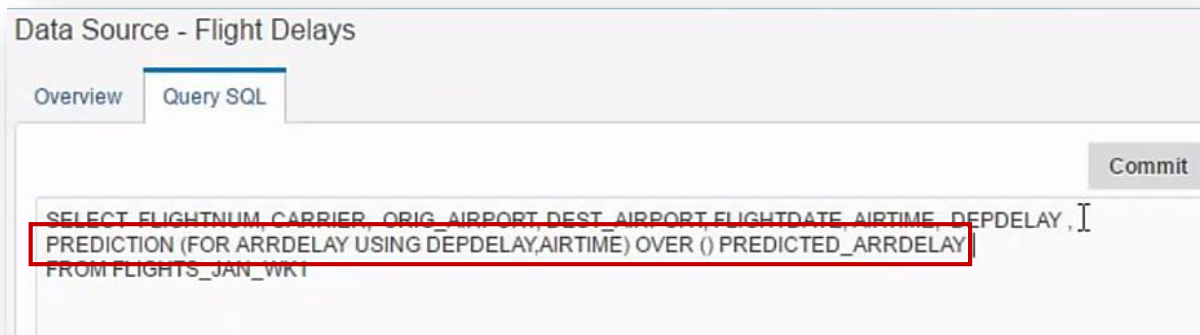 Data Source - Flight Delays
Overview Query SQL
Commit
SELECT FLIGHTNUM, CARRIER, ORIG_AIRPORT, DEST_AIRPORT, FLIGHTDATE, AIRTIME, DEPDELAY ,
PREDICTION (FOR ARRDELAY USING DEPDELAY,AIRTIME) OVER () PREDICTED_ARRDELAY
FROM FLIGHTS_JAN_WK1